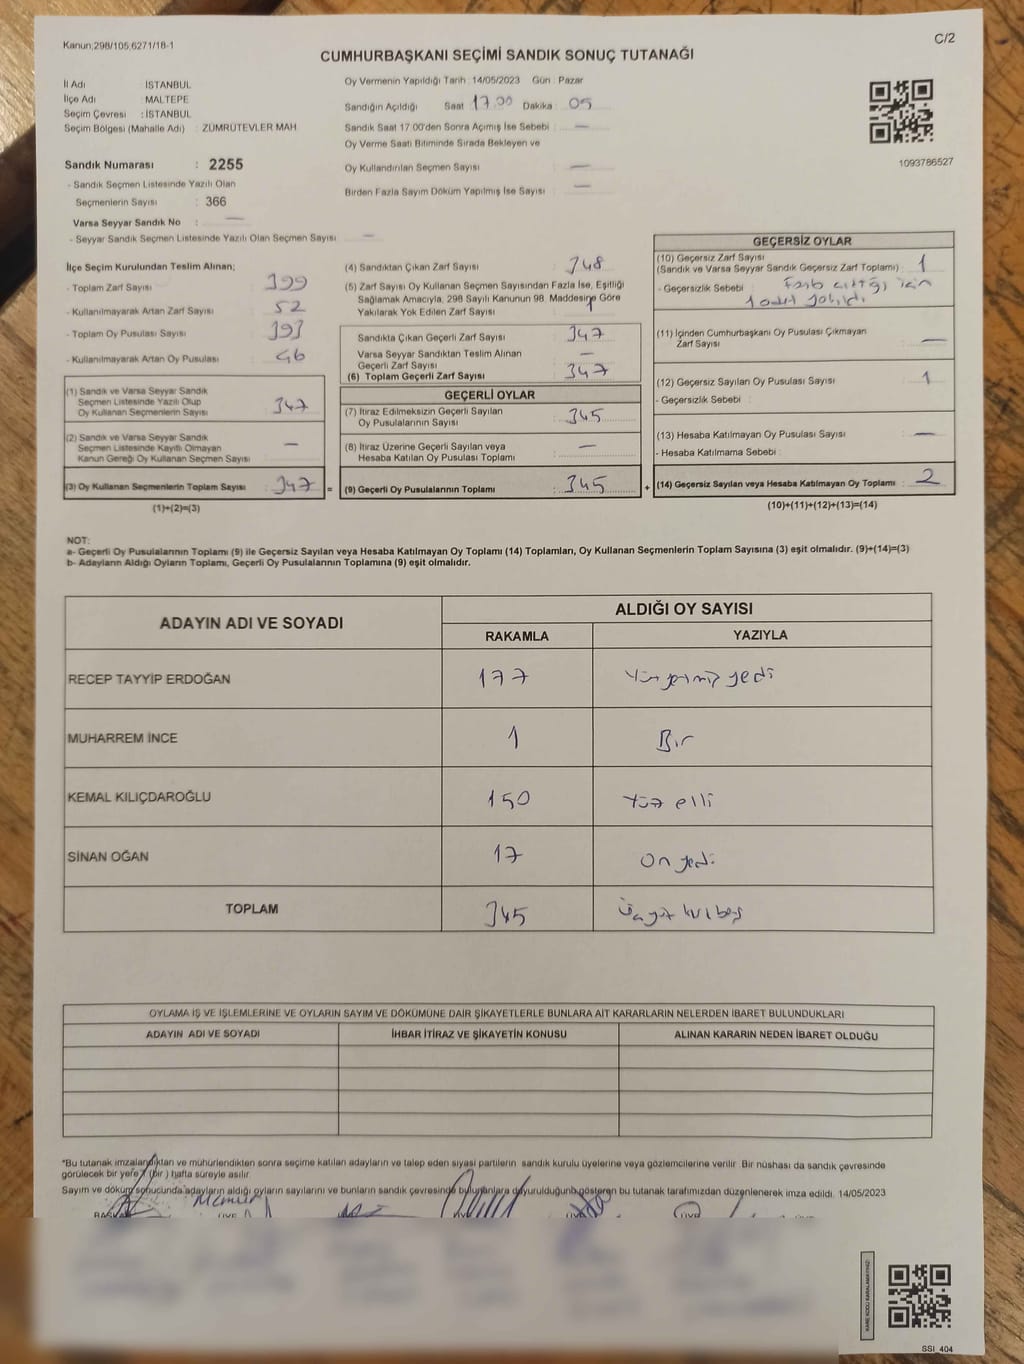 Kanun;298/105,6271/18-1
C/2
CUMHURBAŞKANI SEÇİMİ SANDIK SONUÇ TUTANAĞI
İl Adı : İSTANBUL
İlçe Adı : MALTEPE
Seçim Çevresi : İSTANBUL
Seçim Bölgesi (Mahalle Adı) : ZÜMRÜTEVLER MAH
Sandık Numarası : 2255
- Sandık Seçmen Listesinde Yazılı Olan
Seçmenlerin Sayısı : 366
Varsa Seyyar Sandık No : —
- Seyyar Sandık Seçmen Listesinde Yazılı Olan Seçmen Sayısı : —
Oy Vermenin Yapıldığı Tarih : 14/05/2023 Gün : Pazar
Sandığın Açıldığı Saat 17.00 Dakika : 05
Sandık Saat 17:00'den Sonra Açımış İse Sebebi : —
Oy Verme Saati Bitiminde Sırada Bekleyen ve
Oy Kullandırılan Seçmen Sayısı : —
Birden Fazla Sayım Döküm Yapılmış İse Sayısı : —
1093786527
İlçe Seçim Kurulundan Teslim Alınan;
- Toplam Zarf Sayısı : 399
- Kullanılmayarak Artan Zarf Sayısı : 52
- Toplam Oy Pusulası Sayısı : 393
- Kullanılmayarak Artan Oy Pusulası : 46
(1) Sandık ve Varsa Seyyar Sandık
Seçmen Listesinde Yazılı Olup
Oy Kullanan Seçmenlerin Sayısı : 347
(2) Sandık ve Varsa Seyyar Sandık
Seçmen Listesinde Kayıtlı Olmayan
Kanun Gereği Oy Kullanan Seçmen Sayısı : —
(3) Oy Kullanan Seçmenlerin Toplam Sayısı : 347 =
(1)+(2)=(3)
(4) Sandıktan Çıkan Zarf Sayısı : 348
(5) Zarf Sayısı Oy Kullanan Seçmen Sayısından Fazla İse, Eşitliği
Sağlamak Amacıyla, 298 Sayılı Kanunun 98. Maddesine Göre
Yakılarak Yok Edilen Zarf Sayısı : 1
Sandıkta Çıkan Geçerli Zarf Sayısı : 347
Varsa Seyyar Sandıktan Teslim Alınan
Geçerli Zarf Sayısı : —
(6) Toplam Geçerli Zarf Sayısı : 347
GEÇERLİ OYLAR
(7) İtiraz Edilmeksizin Geçerli Sayılan
Oy Pusulalarının Sayısı : 345
(8) İtiraz Üzerine Geçerli Sayılan veya
Hesaba Katılan Oy Pusulası Toplamı : —
(9) Geçerli Oy Pusulalarının Toplamı : 345 +
GEÇERSİZ OYLAR
(10) Geçersiz Zarf Sayısı
(Sandık ve Varsa Seyyar Sandık Geçersiz Zarf Toplamı) : 1
- Geçersizlik Sebebi : Fazla çıktığı için
1 adet yakıldı
(11) İçinden Cumhurbaşkanı Oy Pusulası Çıkmayan
Zarf Sayısı : —
(12) Geçersiz Sayılan Oy Pusulası Sayısı : 1
- Geçersizlik Sebebi :
(13) Hesaba Katılmayan Oy Pusulası Sayısı : —
- Hesaba Katılmama Sebebi :
(14) Geçersiz Sayılan veya Hesaba Katılmayan Oy Toplamı : 2
(10)+(11)+(12)+(13)=(14)
NOT:
a- Geçerli Oy Pusulalarının Toplamı (9) ile Geçersiz Sayılan veya Hesaba Katılmayan Oy Toplamı (14) Toplamları, Oy Kullanan Seçmenlerin Toplam Sayısına (3) eşit olmalıdır. (9)+(14)=(3)
b- Adayların Aldığı Oyların Toplamı, Geçerli Oy Pusulalarının Toplamına (9) eşit olmalıdır.
ADAYIN ADI VE SOYADI
ALDIĞI OY SAYISI
RAKAMLA YAZIYLA
RECEP TAYYİP ERDOĞAN 177 Yüz yetmiş yedi
MUHARREM İNCE 1 Bir
KEMAL KILIÇDAROĞLU 150 Yüz elli
SİNAN OĞAN 17 On yedi
TOPLAM 345 Üç yüz kırk beş
OYLAMA İŞ VE İŞLEMLERİNE VE OYLARIN SAYIM VE DÖKÜMÜNE DAİR ŞİKAYETLERLE BUNLARA AİT KARARLARIN NELERDEN İBARET BULUNDUKLARI
ADAYIN ADI VE SOYADI İHBAR İTİRAZ VE ŞİKAYETİN KONUSU ALINAN KARARIN NEDEN İBARET OLDUĞU
*Bu tutanak imzalandıktan ve mühürlendikten sonra seçime katılan adayların ve talep eden siyasi partilerin sandık kurulu üyelerine veya gözlemcilerine verilir. Bir nüshası da sandık çevresinde
görülecek bir yere 1 (bir) hafta süreyle asılır.
Sayım ve döküm sonucunda adayların aldığı oyların sayılarını ve bunların sandık çevresinde bulunanlara duyurulduğunu gösteren bu tutanak tarafımızdan düzenlenerek imza edildi. 14/05/2023
SSI_404